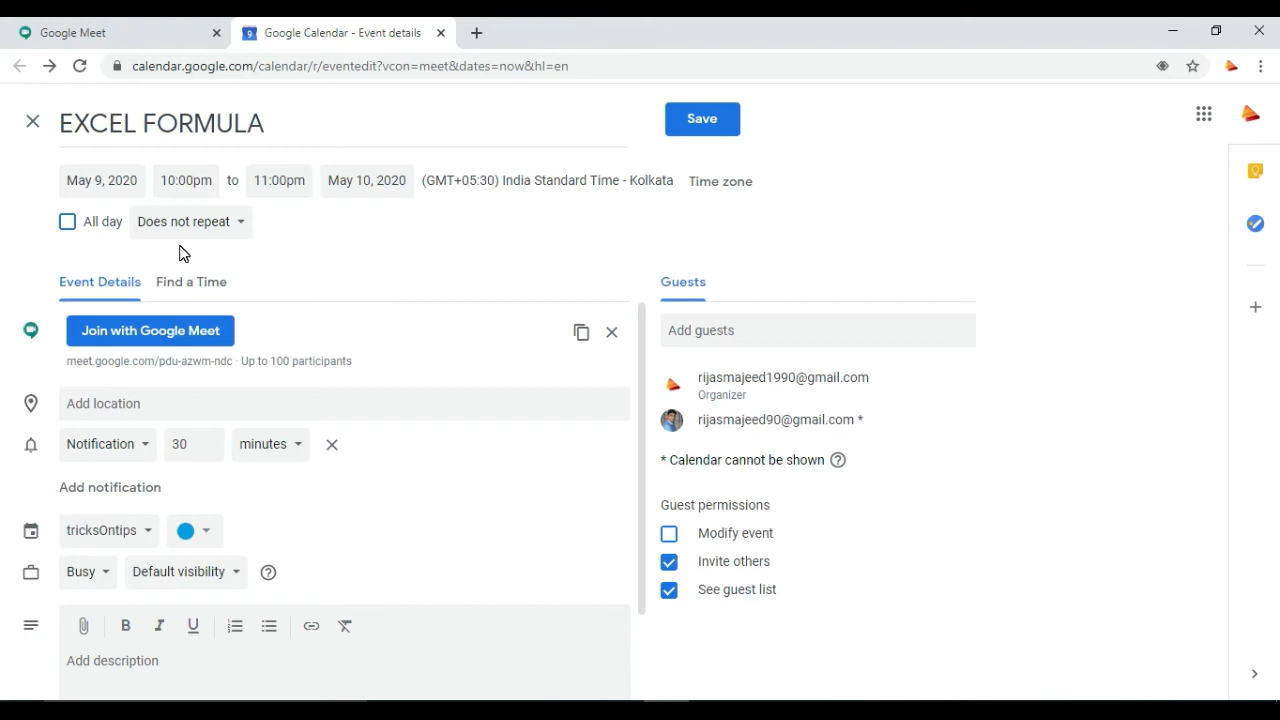 Google Meet
Google Calendar - Event details
calendar.google.com/calendar/r/eventedit?vcon=meet&dates=now&hl=en
EXCEL FORMULA
Save
May 9, 2020 10:00pm to 11:00pm May 10, 2020 (GMT+05:30) India Standard Time - Kolkata Time zone
All day Does not repeat
Event Details Find a Time
Guests
Join with Google Meet
meet.google.com/pdu-azwm-ndc · Up to 100 participants
Add location
Notification 30 minutes
Add notification
tricksOntips
Busy Default visibility
B I U
Add description
Add guests
rijasmajeed1990@gmail.com
Organizer
rijasmajeed90@gmail.com *
* Calendar cannot be shown
Guest permissions
Modify event
Invite others
See guest list